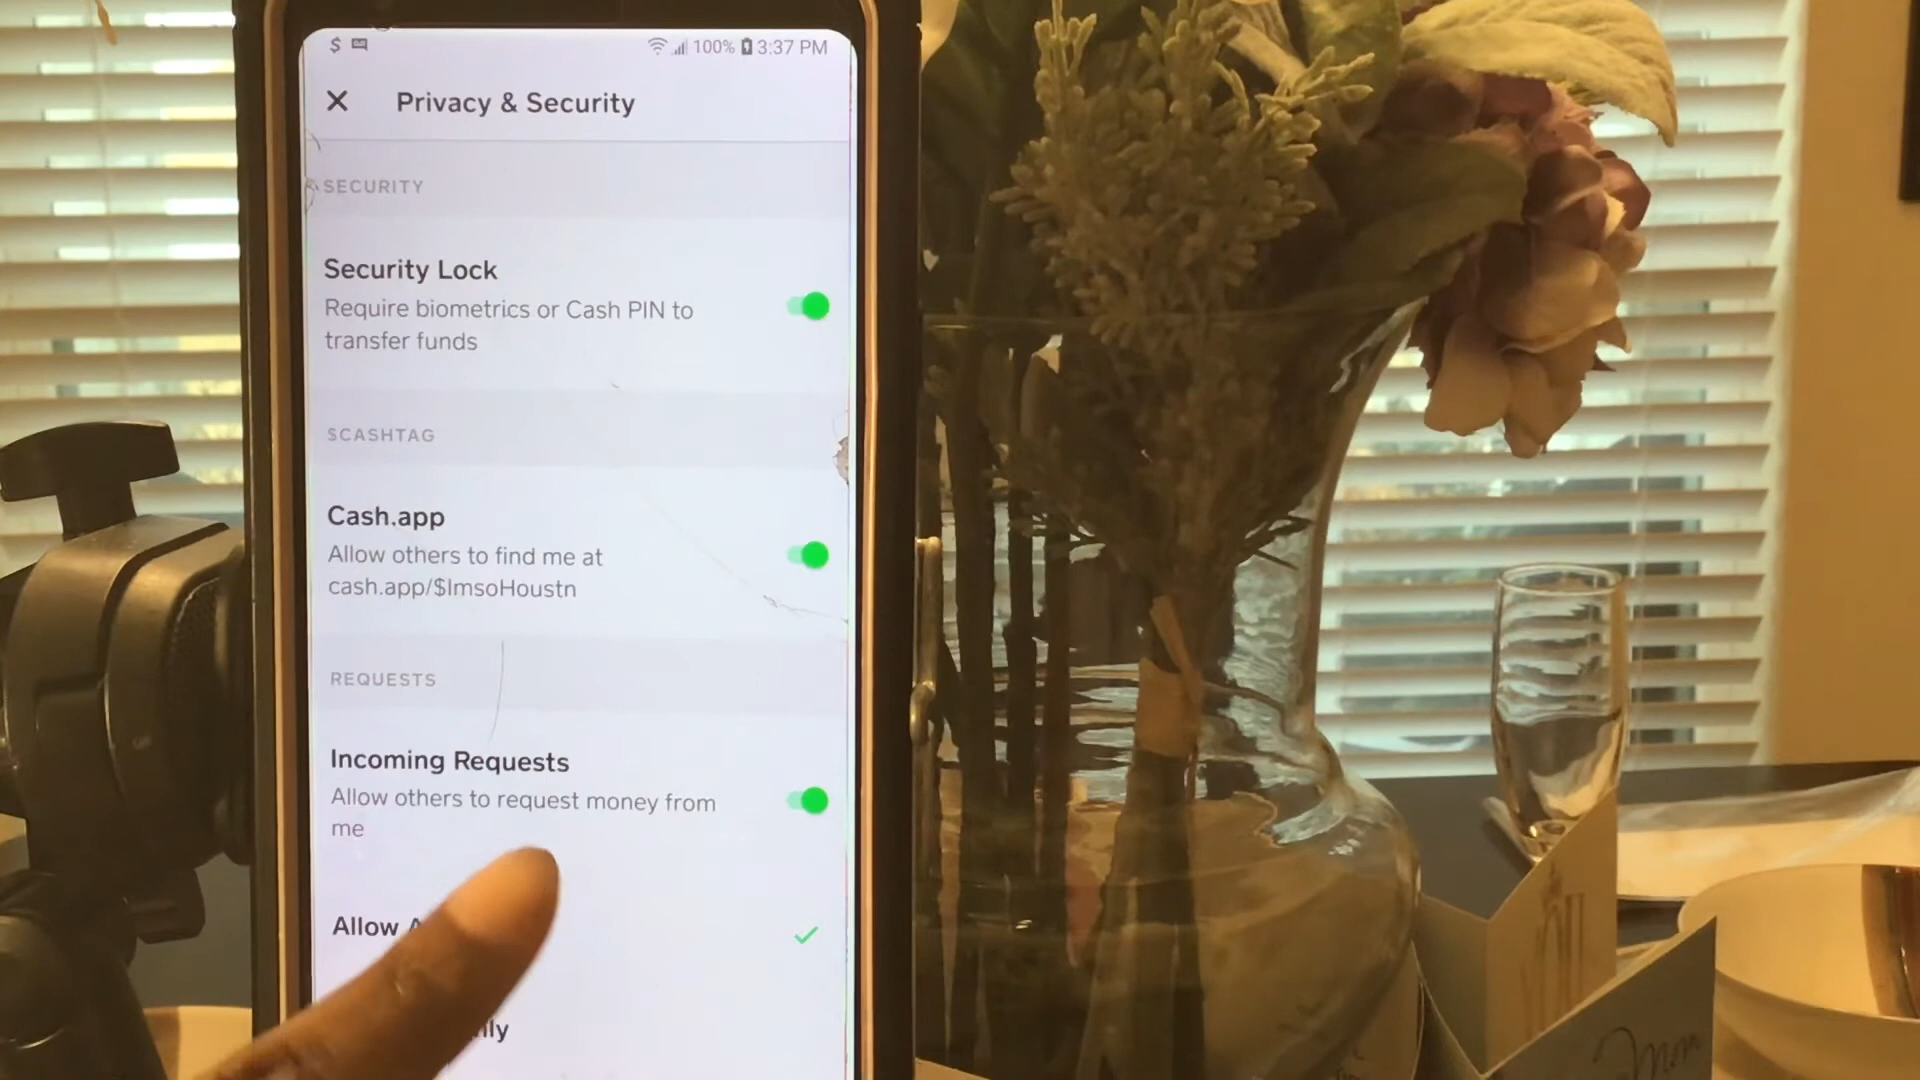 $ 100% 3:37 PM
Privacy & Security
SECURITY
Security Lock
Require biometrics or Cash PIN to
transfer funds
$CASHTAG
Cash.app
Allow others to find me at
cash.app/$ImsoHoustn
REQUESTS
Incoming Requests
Allow others to request money from
me
Allow
Mom